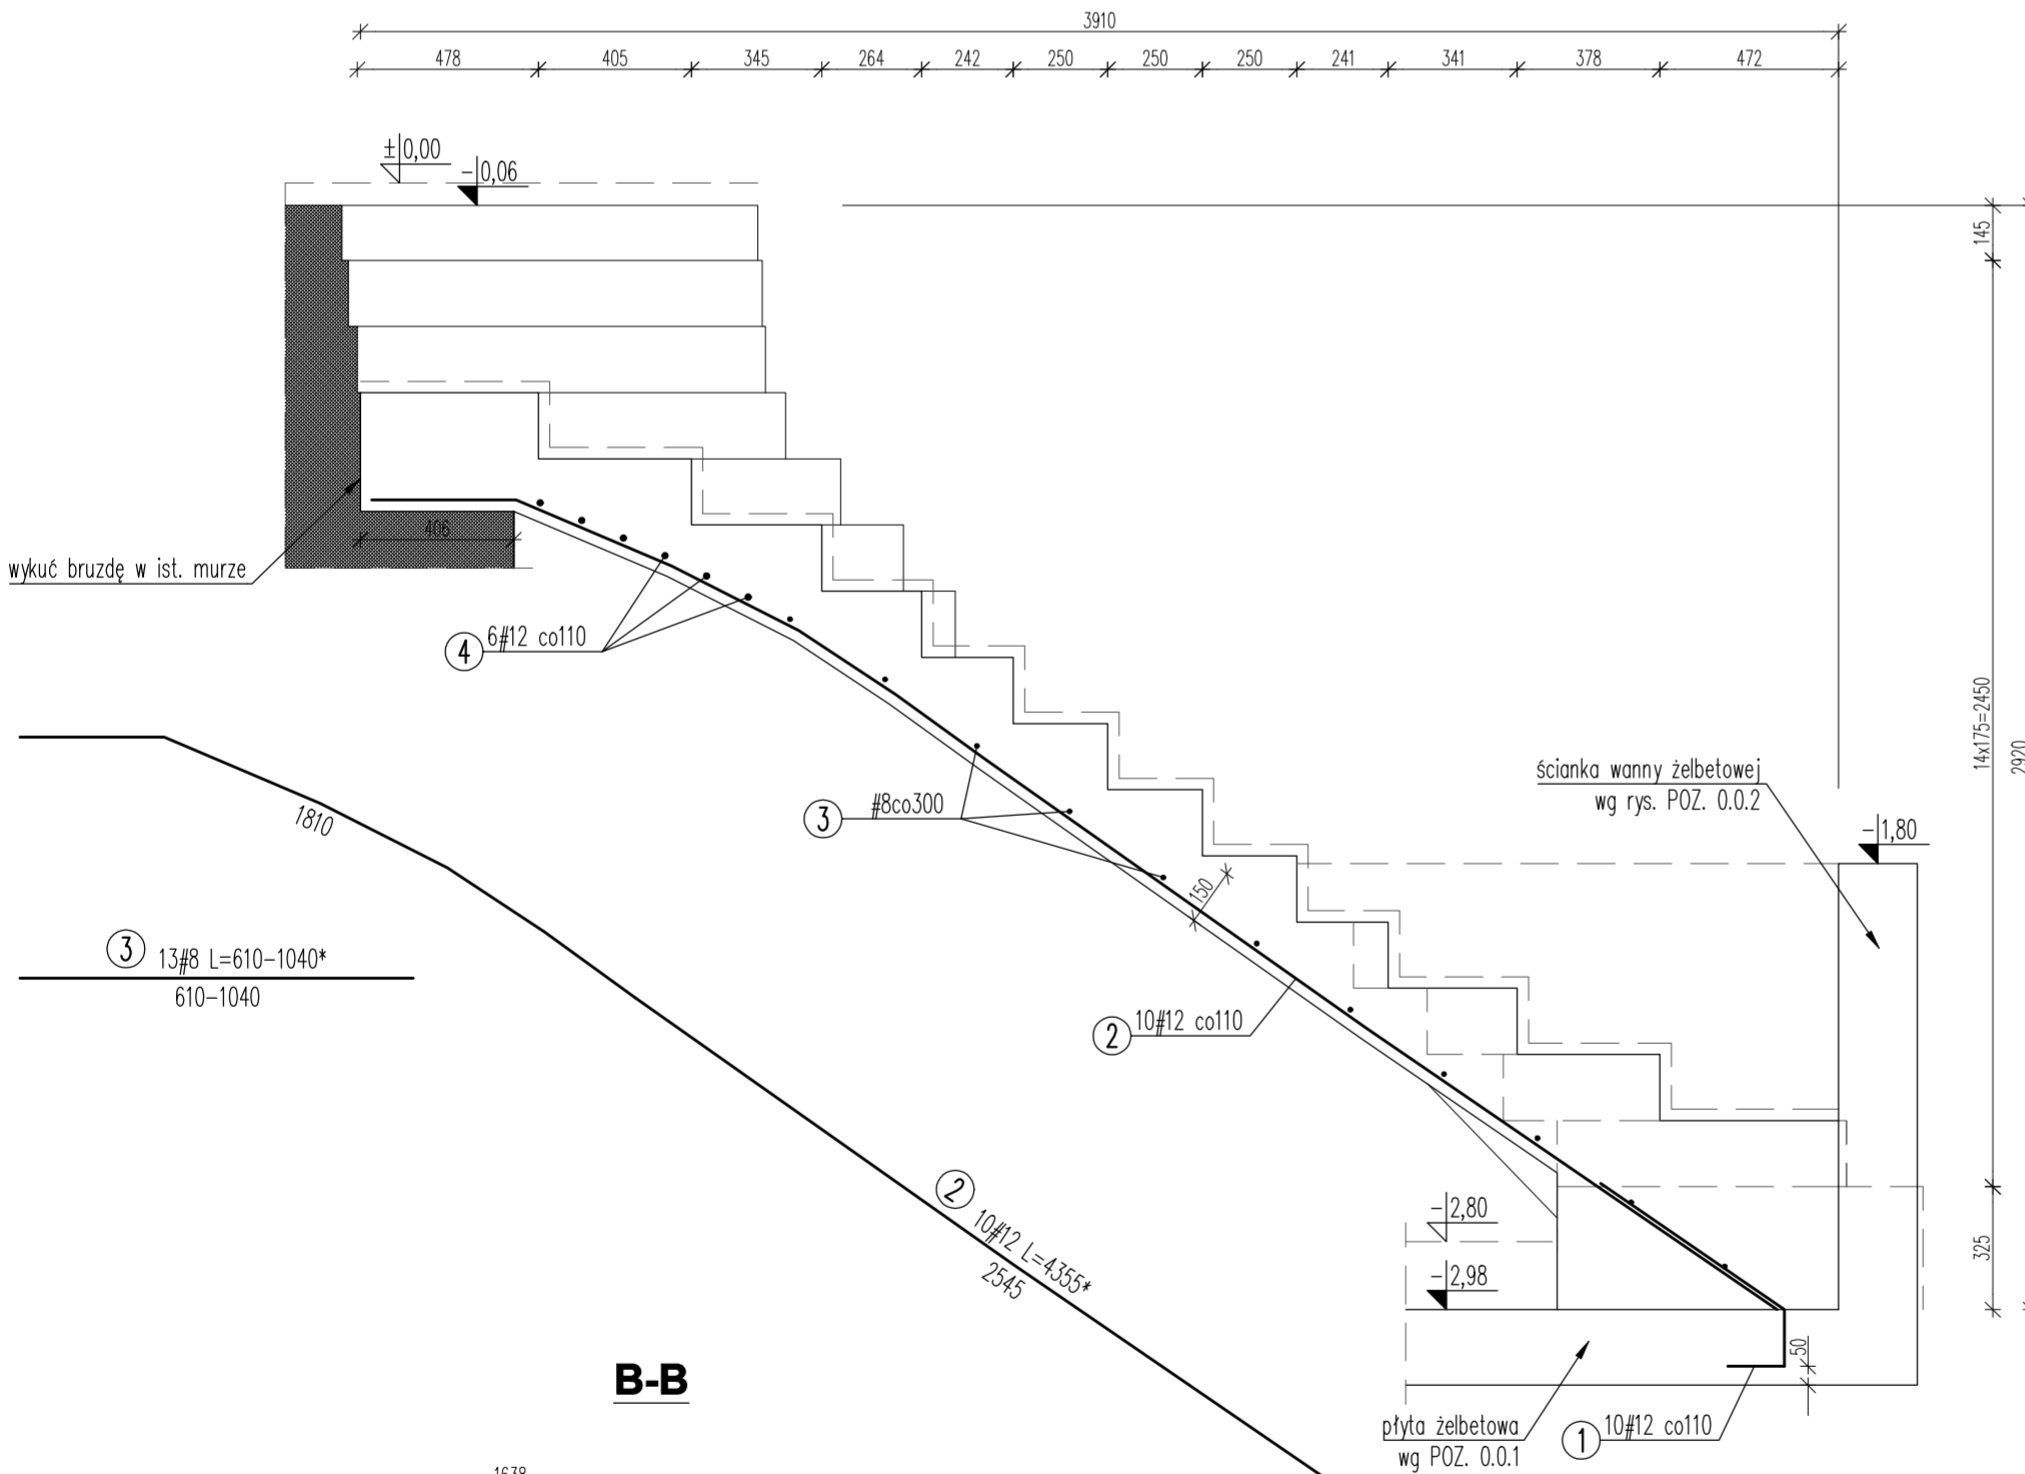 3910
478 405 345 264 242 250 250 250 241 341 378 472
±0,00
-0,06
145
406
wykuć bruzdę w ist. murze
4 6#12 co110
14x175=2450
2920
ścianka wanny żelbetowej
wg rys. POZ. 0.0.2
-1,80
3 #8co300
1810
150
3 13#8 L=610-1040*
610-1040
2 10#12 co110
2 10#12 L=4355*
2545
-2,80
-2,98
325
50
B-B
płyta żelbetowa
wg POZ. 0.0.1
1 10#12 co110
1638